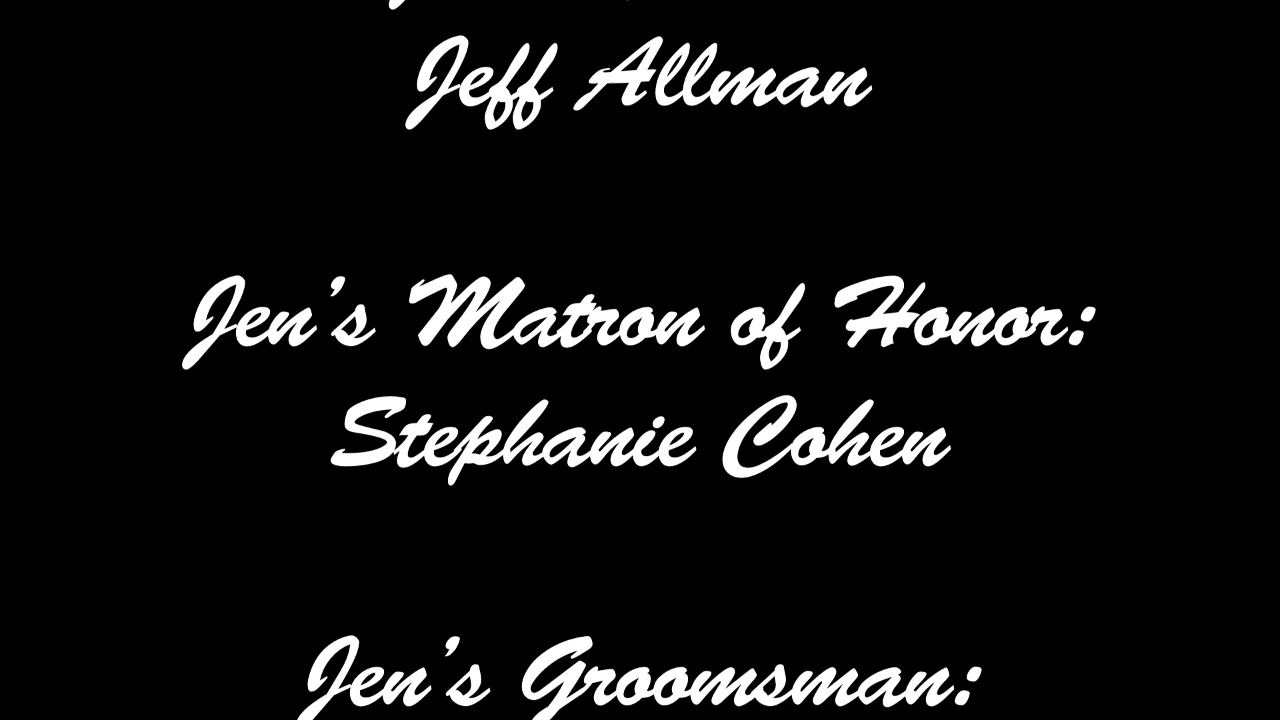 Jeff Allman
Jen's Matron of Honor:
Stephanie Cohen
Jen's Groomsman: